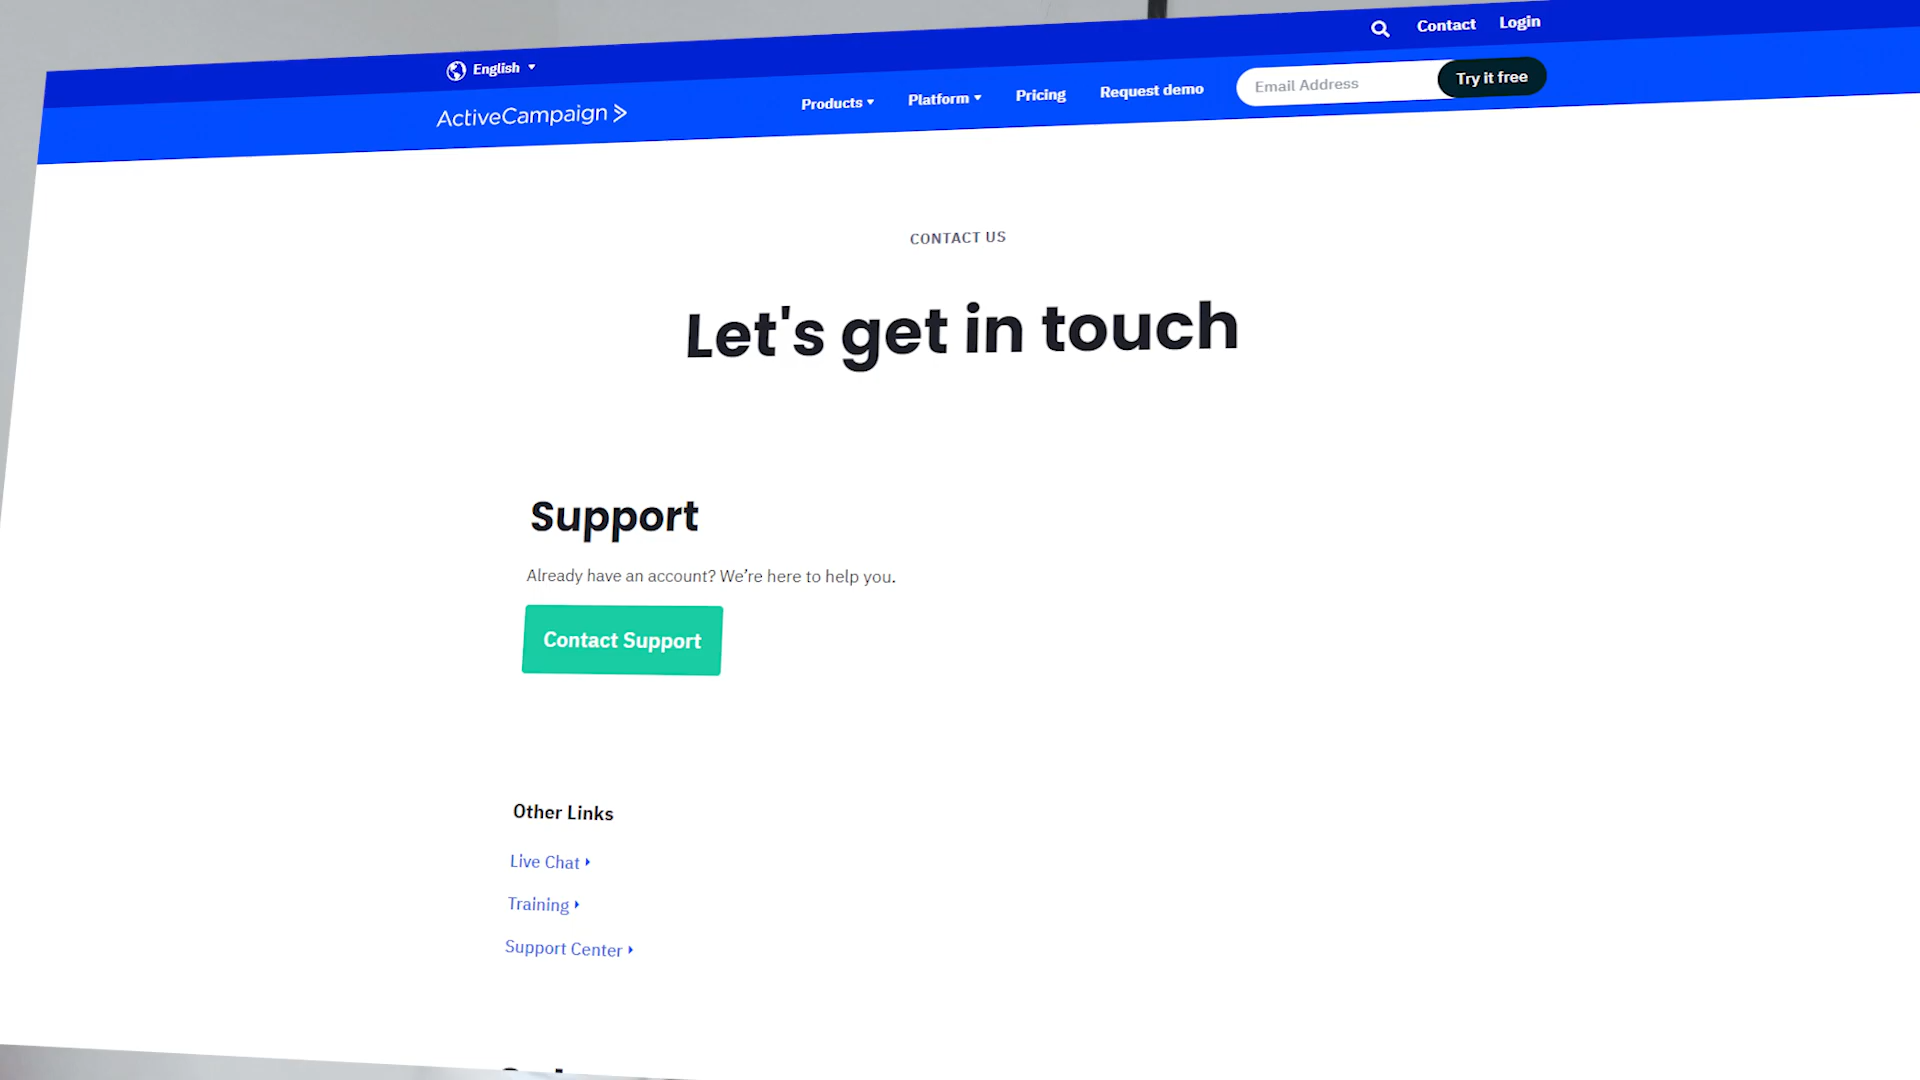 Contact Login
English
ActiveCampaign
Products Platform Pricing Request demo Email Address Try it free
CONTACT US
Let's get in touch
Support
Already have an account? We’re here to help you.
Contact Support
Other Links
Live Chat
Training
Support Center